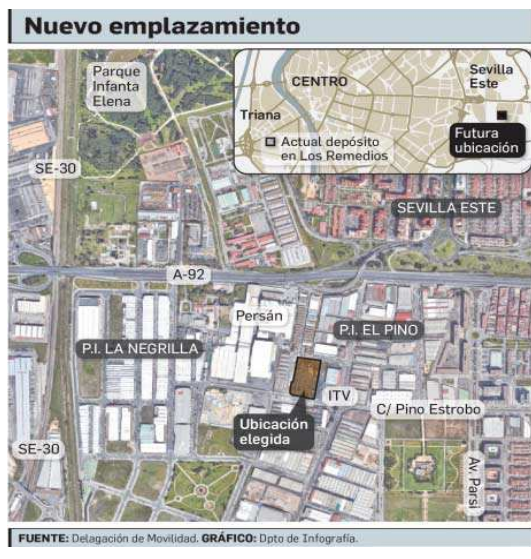 Nuevo emplazamiento
Parque
Infanta
Elena
CENTRO
Sevilla
Este
Triana
Actual depósito
en Los Remedios
Futura
ubicación
SE-30
SEVILLA ESTE
A-92
Persán
P.I. LA NEGRILLA
P.I. EL PINO
ITV
C/ Pino Estrobo
Ubicación
elegida
SE-30
Av. Parsi
FUENTE: Delagación de Movilidad. GRÁFICO: Dpto de Infografía.